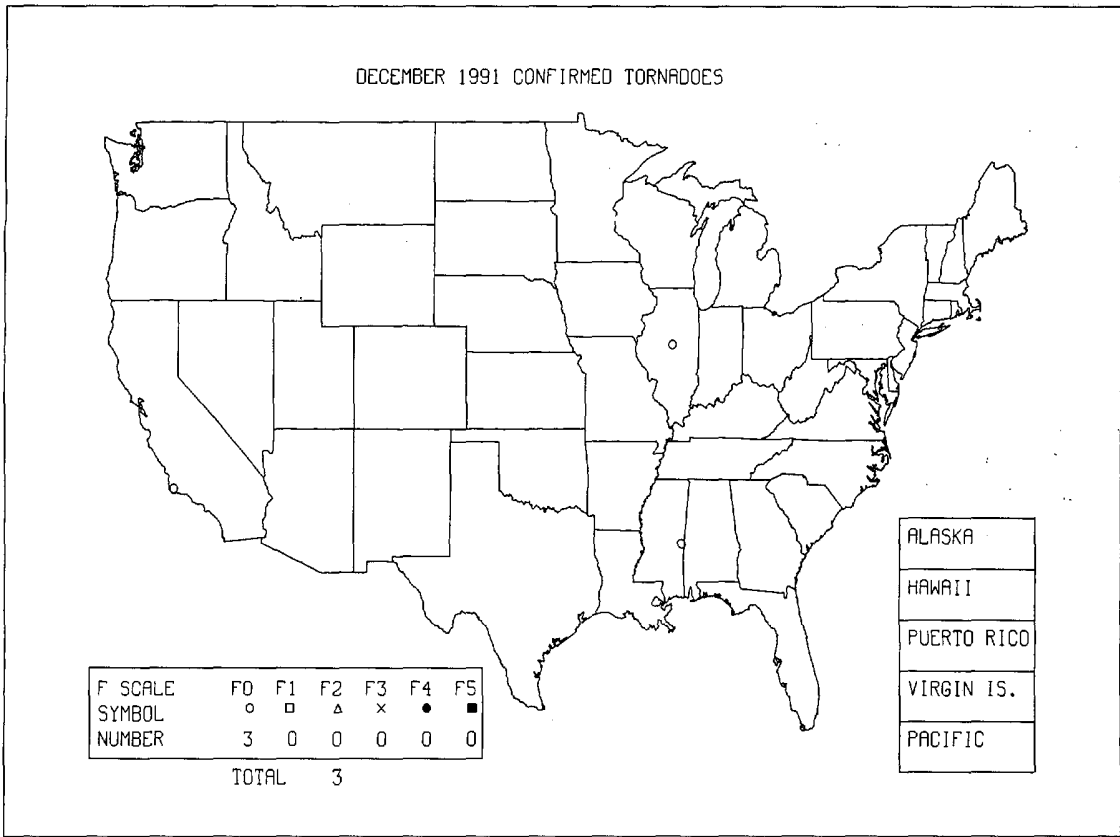 DECEMBER 1991 CONFIRMED TORNADOES
ALASKA
HAWAII
PUERTO RICO
VIRGIN IS.
PACIFIC
F SCALE F0 F1 F2 F3 F4 F5
SYMBOL ○ □ △ × ● ■
NUMBER 3 0 0 0 0 0
TOTAL 3